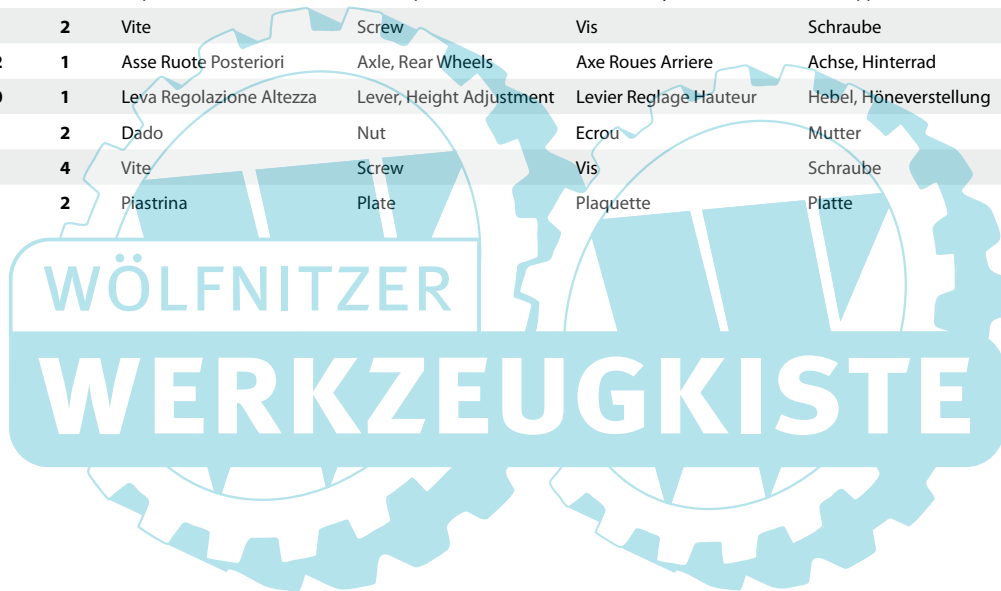 2 Vite Screw Vis Schraube
2 1 Asse Ruote Posteriori Axle, Rear Wheels Axe Roues Arriere Achse, Hinterrad
1 Leva Regolazione Altezza Lever, Height Adjustment Levier Reglage Hauteur Hebel, Höneverstellung
2 Dado Nut Ecrou Mutter
4 Vite Screw Vis Schraube
2 Piastrina Plate Plaquette Platte
WÖLFNITZER
WERKZEUGKISTE